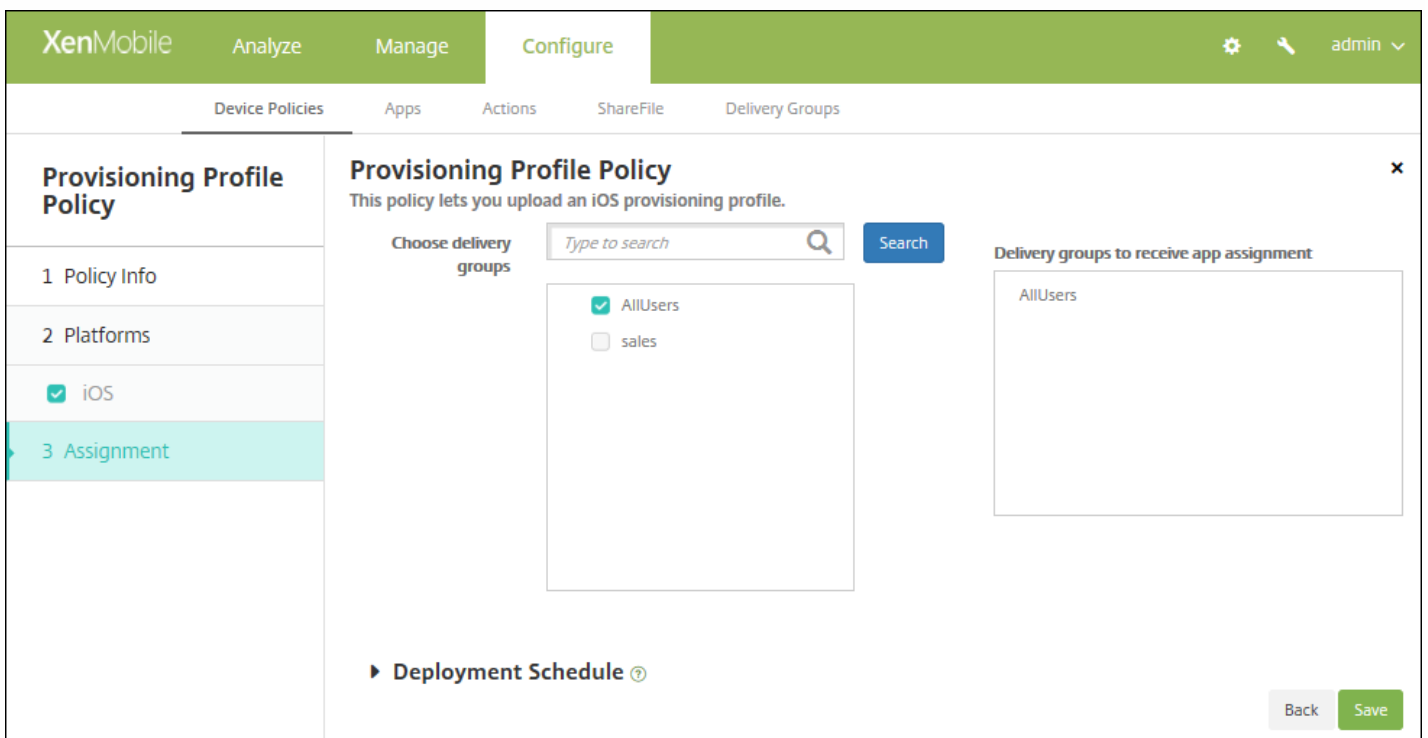 XenMobile Analyze Manage Configure admin
Device Policies Apps Actions ShareFile Delivery Groups
Provisioning Profile
Policy
1 Policy Info
2 Platforms
iOS
3 Assignment
Provisioning Profile Policy
This policy lets you upload an iOS provisioning profile.
Choose delivery
groups
Type to search
Search
AllUsers
sales
Delivery groups to receive app assignment
AllUsers
Deployment Schedule ?
Back Save